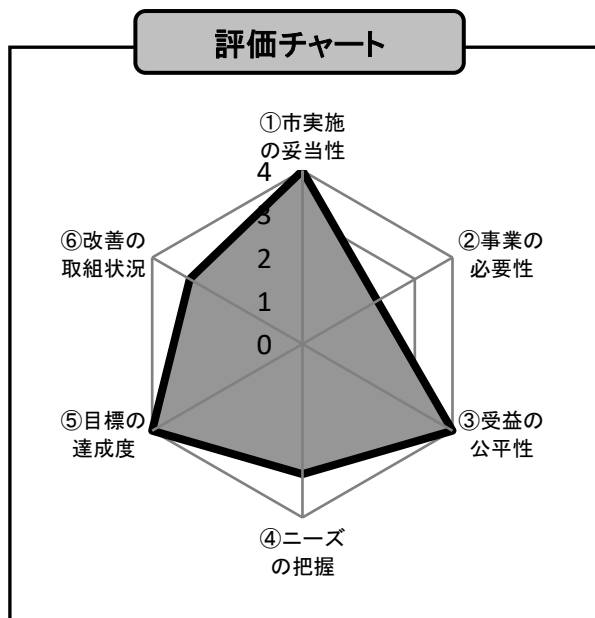 評価チャート
①市実施
の妥当性
4
3
2
1
0
②事業の
必要性
③受益の
公平性
④ニーズ
の把握
⑤目標の
達成度
⑥改善の
取組状況